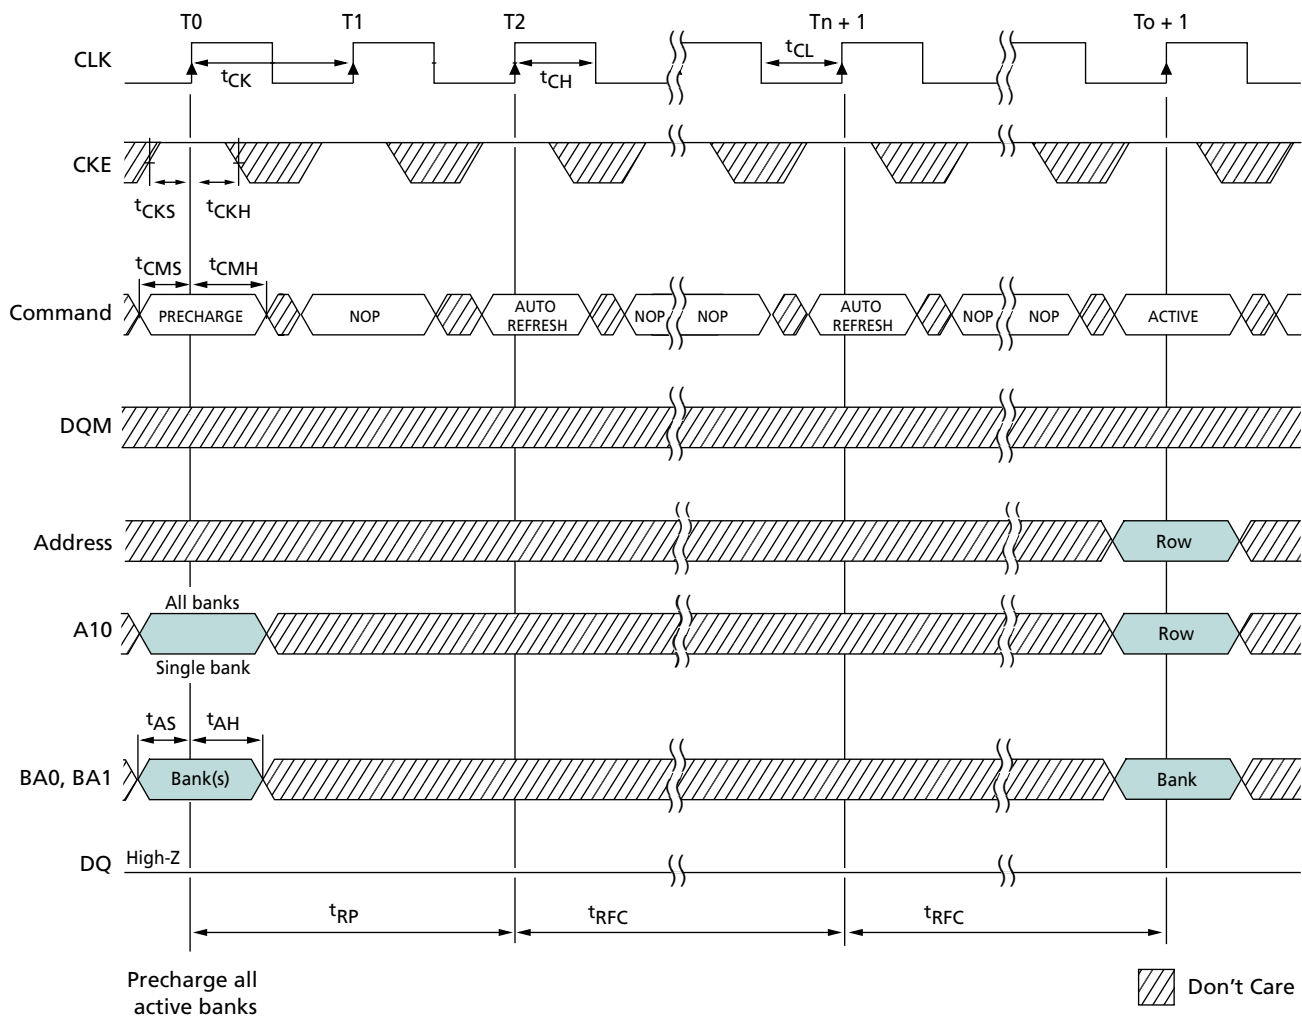 T0 T1 T2 Tn + 1 To + 1
CLK
tCK tCH tCL
CKE
tCKS tCKH
tCMS tCMH
Command PRECHARGE NOP AUTO REFRESH NOP NOP AUTO REFRESH NOP NOP ACTIVE
DQM
Address Row
All banks
A10 Row
Single bank
tAS tAH
BA0, BA1 Bank(s) Bank
DQ High-Z
tRP tRFC tRFC
Precharge all
active banks
Don't Care